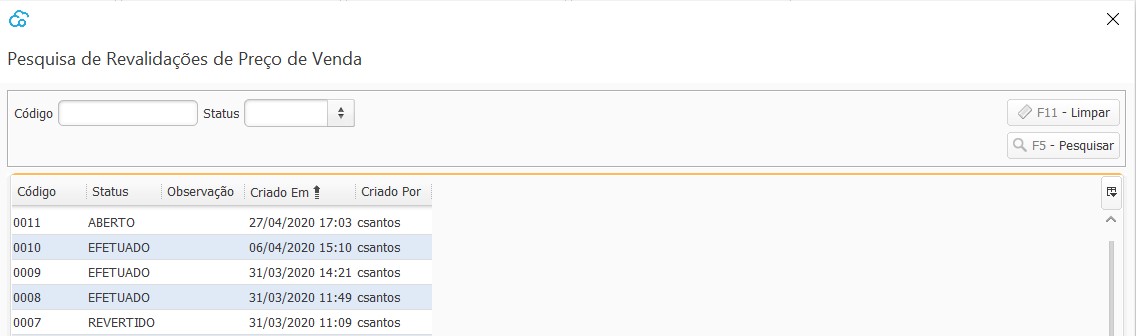 Pesquisa de Revalidações de Preço de Venda
Código Status F11 - Limpar
F5 - Pesquisar
Código Status Observação Criado Em Criado Por
0011 ABERTO 27/04/2020 17:03 csantos
0010 EFETUADO 06/04/2020 15:10 csantos
0009 EFETUADO 31/03/2020 14:21 csantos
0008 EFETUADO 31/03/2020 11:49 csantos
0007 REVERTIDO 31/03/2020 11:09 csantos